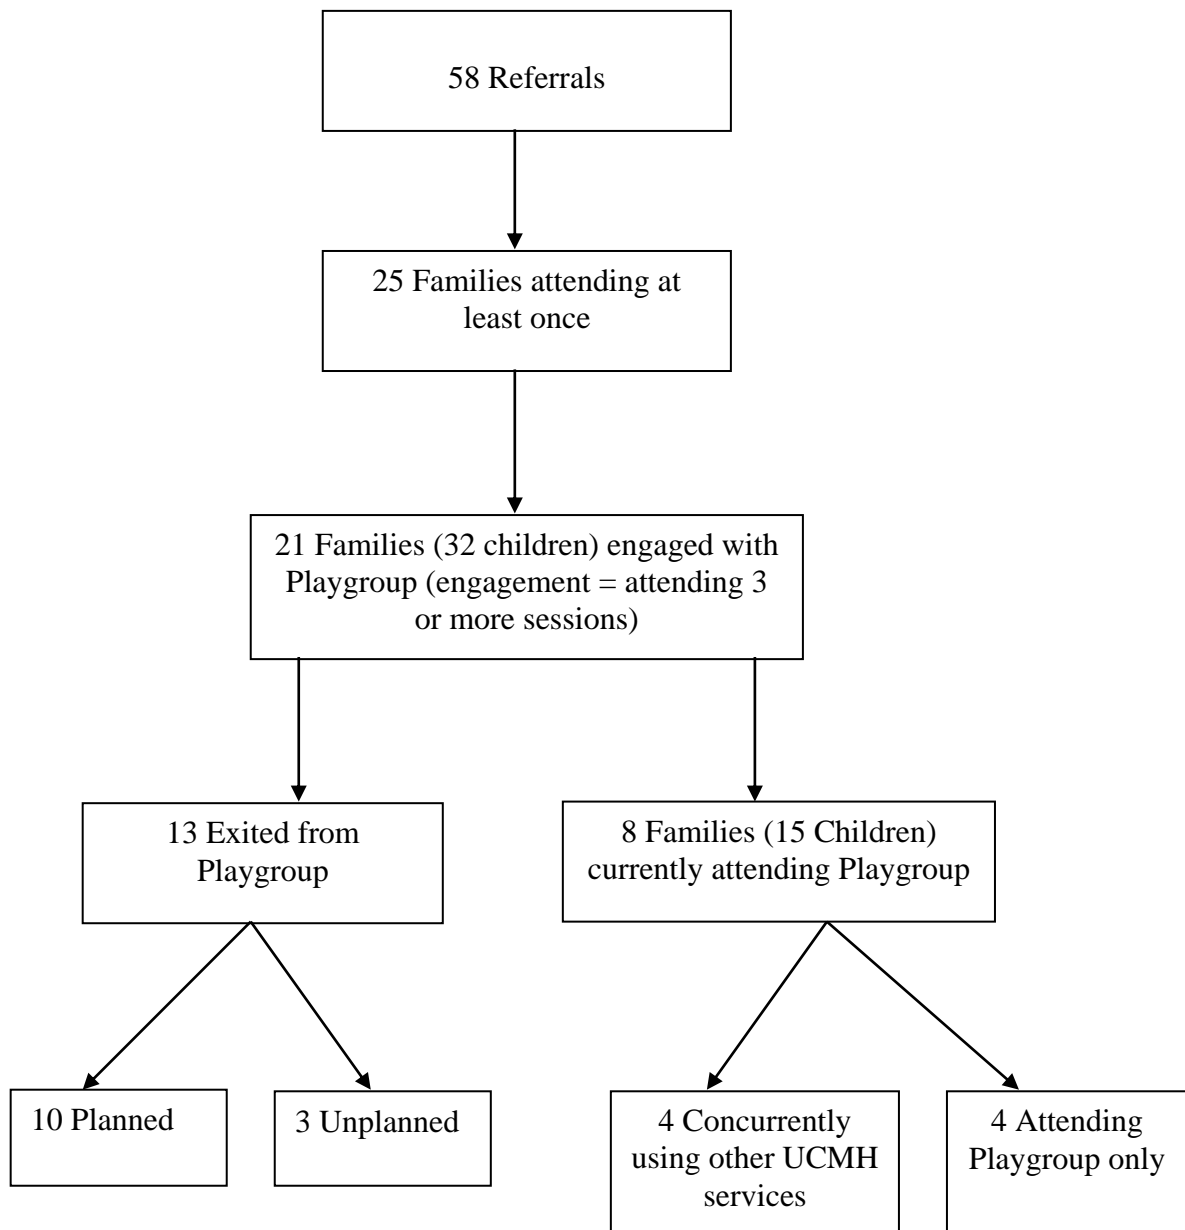 58 Referrals
25 Families attending at
least once
21 Families (32 children) engaged with
Playgroup (engagement = attending 3
or more sessions)
13 Exited from
Playgroup
8 Families (15 Children)
currently attending Playgroup
10 Planned
3 Unplanned
4 Concurrently
using other UCMH
services
4 Attending
Playgroup only